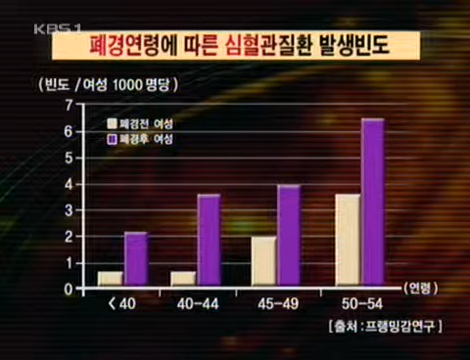 KBS1
폐경연령에 따른 심혈관질환 발생빈도
(빈도 / 여성 1000 명당)
7
6
5
4
3
2
1
0
폐경전 여성
폐경후 여성
<40
40-44
45-49
50-54
(연령)
[출처:프램밍감연구]